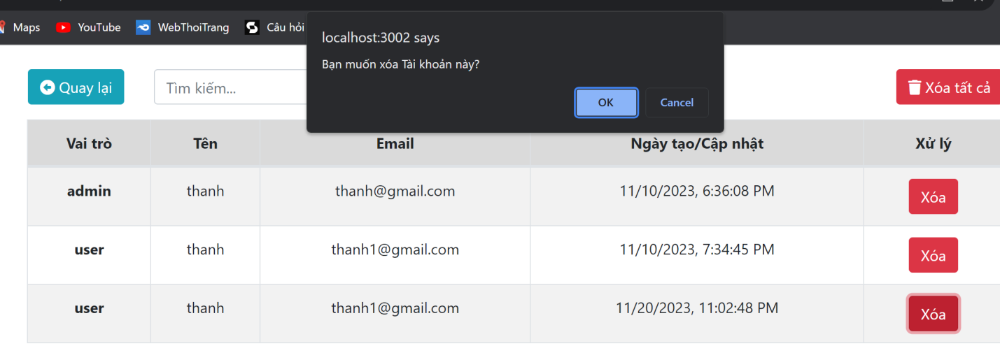 Maps YouTube WebThoiTrang Câu hỏi
localhost:3002 says
Bạn muốn xóa Tài khoản này?
OK Cancel
Quay lại Tìm kiếm... Xóa tất cả
Vai trò Tên Email Ngày tạo/Cập nhật Xử lý
admin thanh thanh@gmail.com 11/10/2023, 6:36:08 PM Xóa
user thanh thanh1@gmail.com 11/10/2023, 7:34:45 PM Xóa
user thanh thanh1@gmail.com 11/20/2023, 11:02:48 PM Xóa